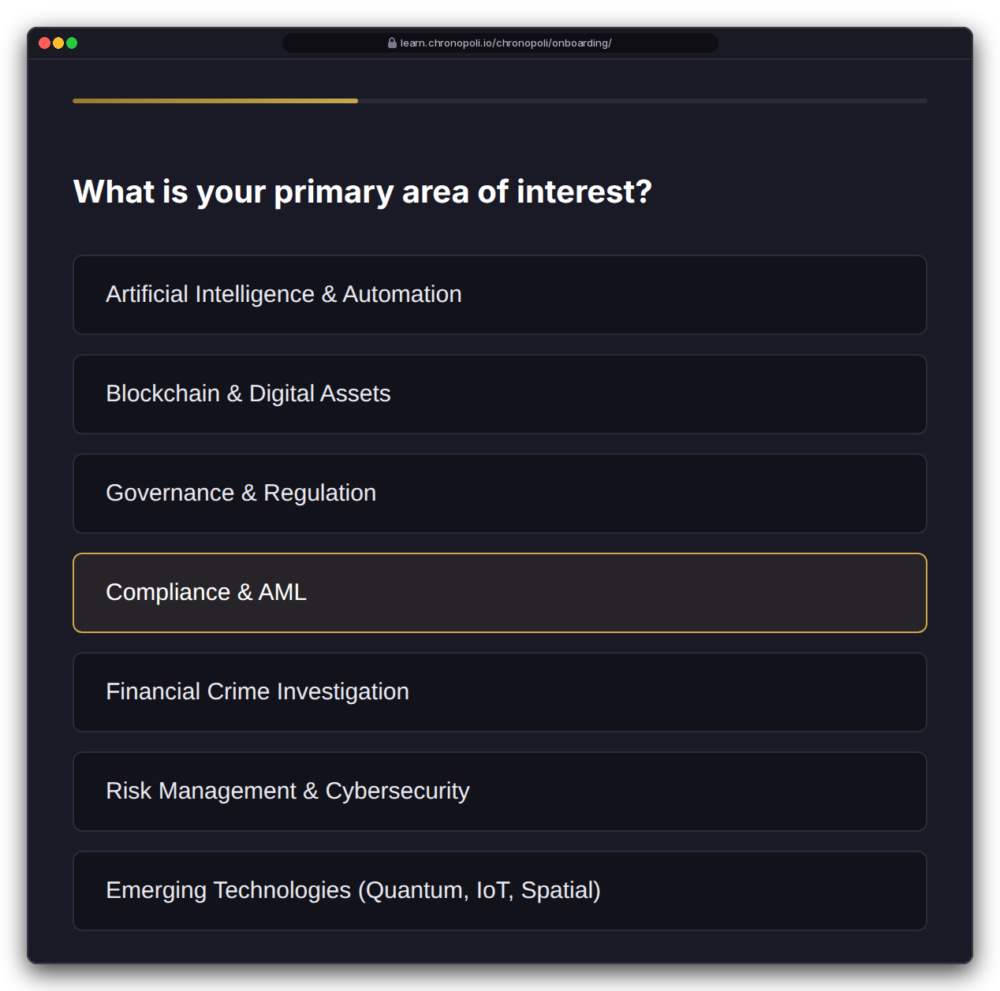 learn.chronopoli.io/chronopoli/onboarding/
What is your primary area of interest?
Artificial Intelligence & Automation
Blockchain & Digital Assets
Governance & Regulation
Compliance & AML
Financial Crime Investigation
Risk Management & Cybersecurity
Emerging Technologies (Quantum, IoT, Spatial)